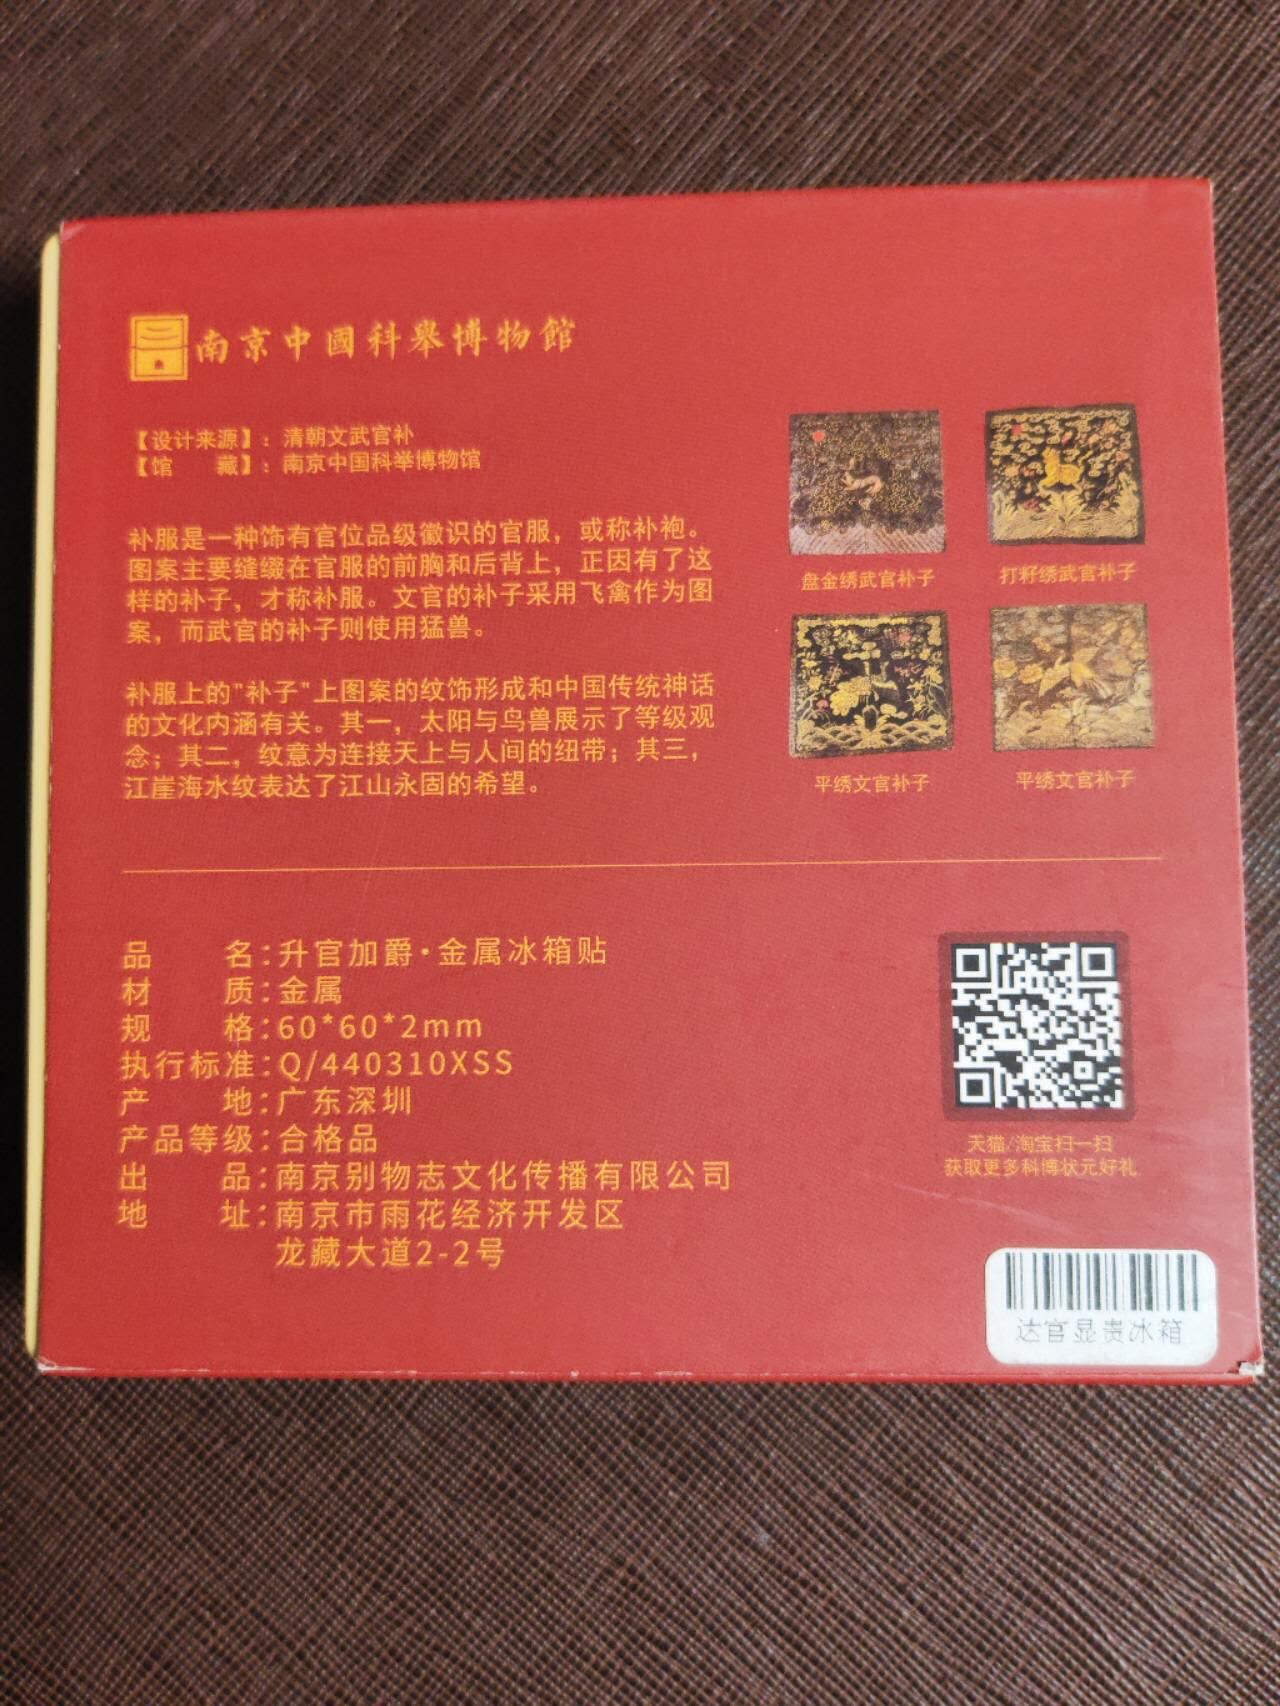 南京中國科舉博物館
【设计来源】：清朝文武官补
【馆 藏】：南京中国科举博物馆
补服是一种饰有官位品级徽识的官服，或称补袍。
图案主要缝缀在官服的前胸和后背上，正因有了这
样的补子，才称补服。文官的补子采用飞禽作为图
案，而武官的补子则使用猛兽。
补服上的"补子"上图案的纹饰形成和中国传统神话
的文化内涵有关。其一，太阳与鸟兽展示了等级观
念；其二，纹意为连接天上与人间的纽带；其三，
江崖海水纹表达了江山永固的希望。
盘金绣武官补子
打籽绣武官补子
平绣文官补子
平绣文官补子
品 名：升官加爵·金属冰箱贴
材 质：金属
规 格：60*60*2mm
执行标准：Q/440310XSS
产 地：广东深圳
产品等级：合格品
出 品：南京别物志文化传播有限公司
地 址：南京市雨花经济开发区
龙藏大道2-2号
天猫/淘宝扫一扫
获取更多科博状元好礼
达官显贵冰箱